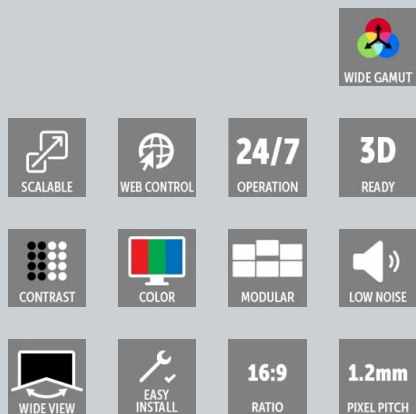 WIDE GAMUT
SCALABLE
WEB CONTROL
24/7
OPERATION
3D
READY
CONTRAST
COLOR
MODULAR
LOW NOISE
WIDE VIEW
EASY
INSTALL
16:9
RATIO
1.2mm
PIXEL PITCH